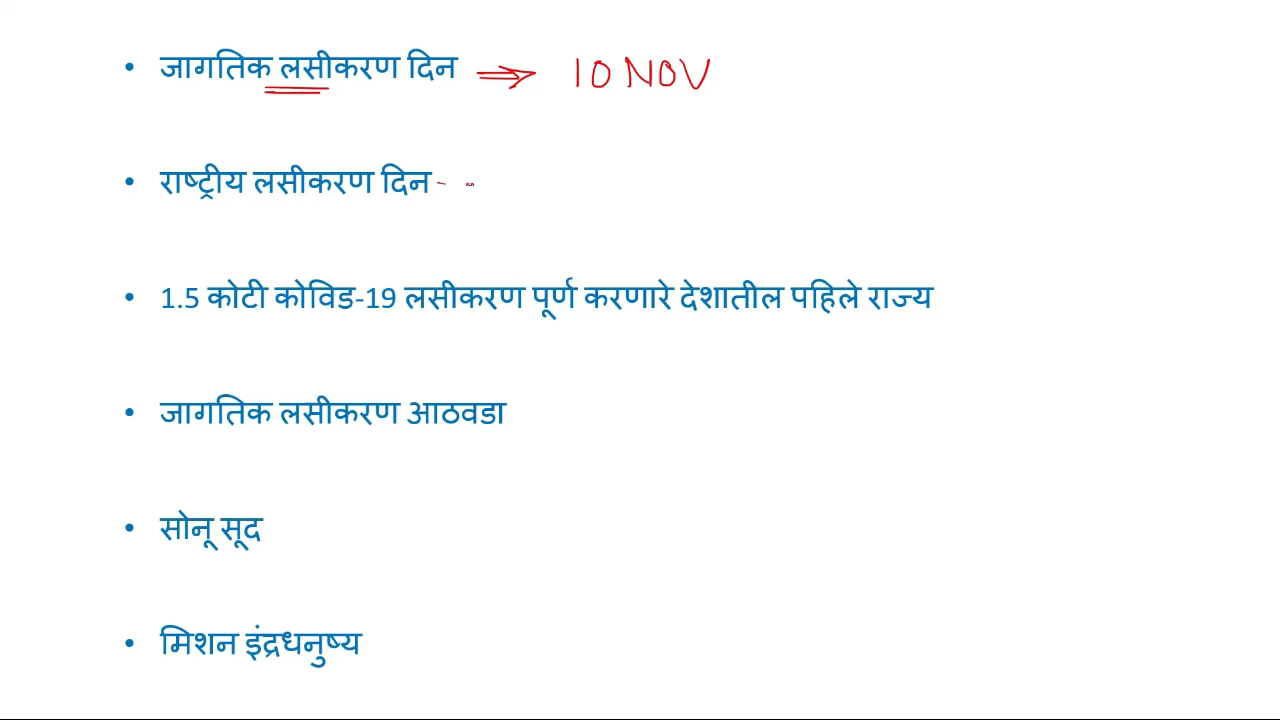 • जागतिक लसीकरण दिन ⇒ 10 NOV
• राष्ट्रीय लसीकरण दिन -
• 1.5 कोटी कोविड-19 लसीकरण पूर्ण करणारे देशातील पहिले राज्य
• जागतिक लसीकरण आठवडा
• सोनू सूद
• मिशन इंद्रधनुष्य